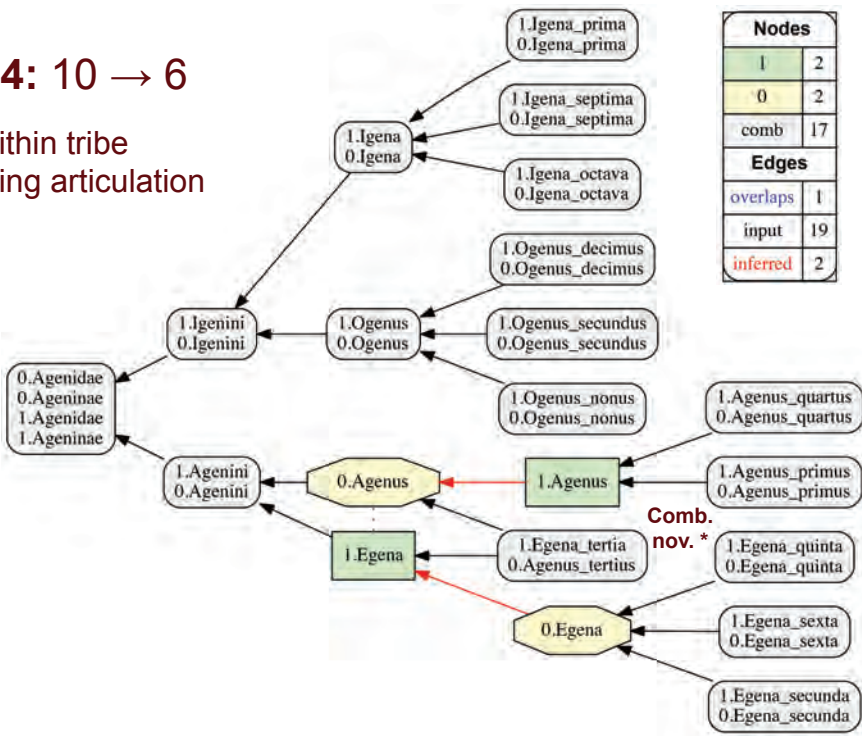 4: 10 → 6
ithin tribe
ing articulation
1.Igena_prima
0.Igena_prima
1.Igena_septima
0.Igena_septima
1.Igena
0.Igena
1.Igena_octava
0.Igena_octava
1.Ogenus_decimus
0.Ogenus_decimus
1.Igenini
0.Igenini
1.Ogenus
0.Ogenus
1.Ogenus_secundus
0.Ogenus_secundus
1.Ogenus_nonus
0.Ogenus_nonus
0.Agenidae
0.Ageninae
1.Agenidae
1.Ageninae
1.Agenini
0.Agenini
0.Agenus
1.Agenus
1.Agenus_quartus
0.Agenus_quartus
1.Agenus_primus
0.Agenus_primus
Comb.
nov. *
1.Egena
1.Egena_tertia
0.Agenus_tertius
1.Egena_quinta
0.Egena_quinta
0.Egena
1.Egena_sexta
0.Egena_sexta
1.Egena_secunda
0.Egena_secunda
Nodes
1 2
0 2
comb 17
Edges
overlaps 1
input 19
inferred 2